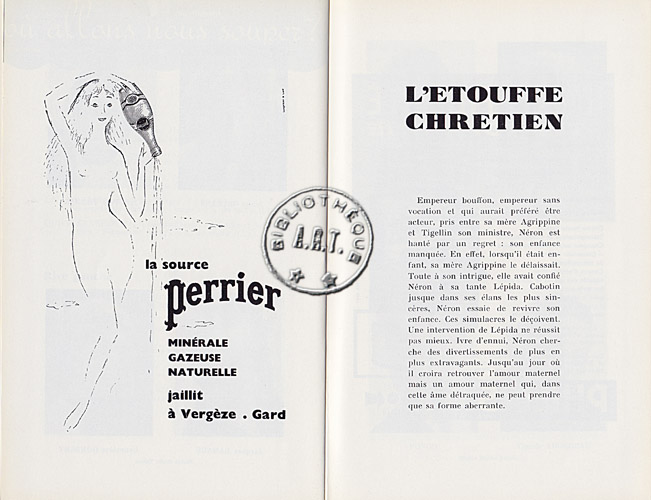 la source
perrier
MINÉRALE
GAZEUSE
NATURELLE
jaillit
à Vergèze . Gard
BIBLIOTHÈQUE
A.R.T.
L'ETOUFFE
CHRETIEN
Empereur bouffon, empereur sans
vocation et qui aurait préféré être
acteur, pris entre sa mère Agrippine
et Tigellin son ministre, Néron est
hanté par un regret : son enfance
manquée. En effet, lorsqu'il était en-
fant, sa mère Agrippine le délaissait.
Toute à son intrigue, elle avait confié
Néron à sa tante Lépida. Cabotin
jusque dans ses élans les plus sin-
cères, Néron essaie de revivre son
enfance. Ces simulacres le déçoivent.
Une intervention de Lépida ne réussit
pas mieux. Ivre d'ennui, Néron cher-
che des divertissements de plus en
plus extravagants. Jusqu'au jour où
il croira retrouver l'amour maternel
mais un amour maternel qui, dans
cette âme détraquée, ne peut prendre
que sa forme aberrante.